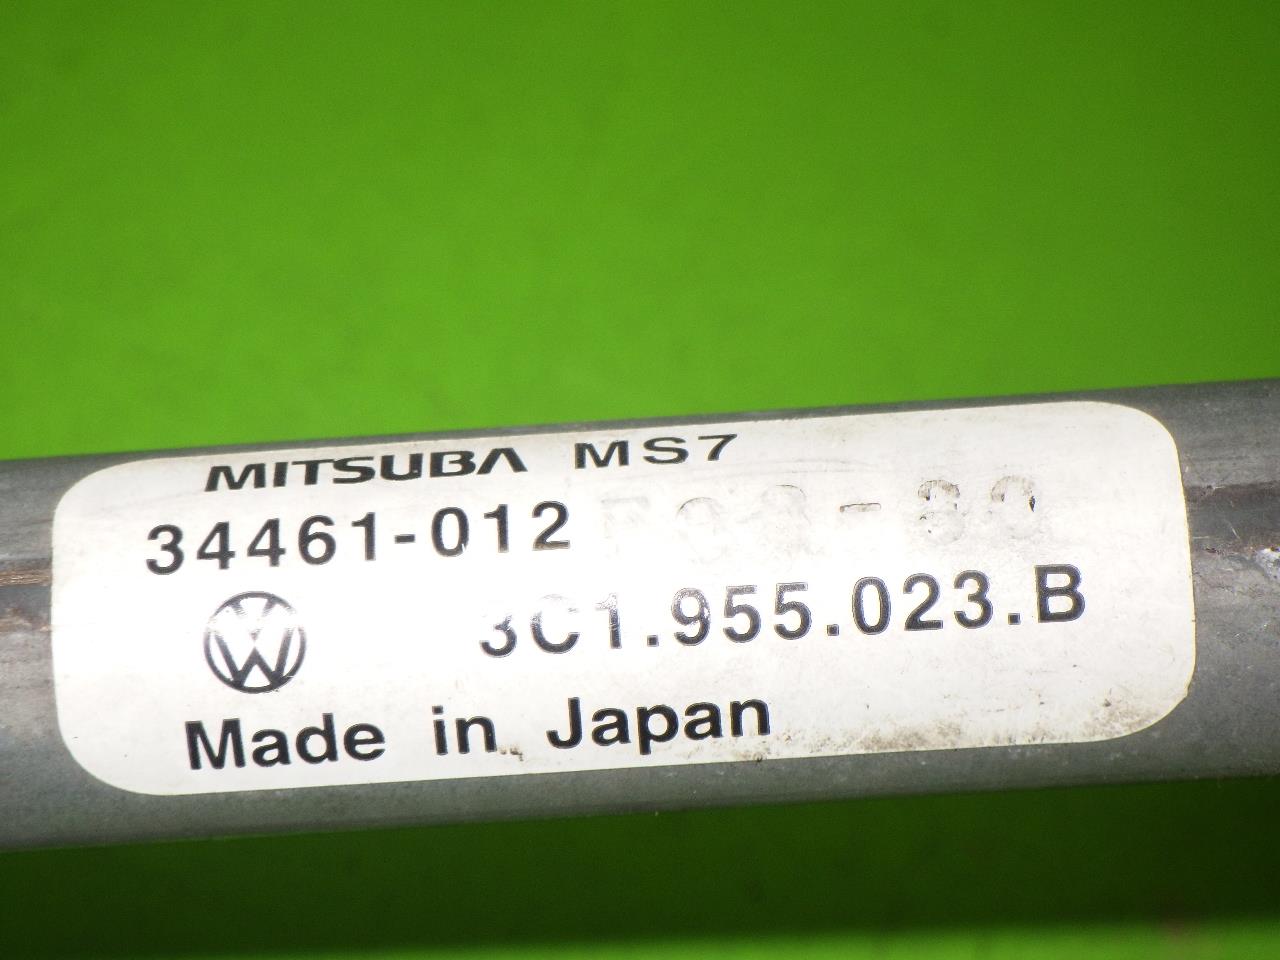 MITSUBA MS7
34461-012
3C1.955.023.B
Made in Japan